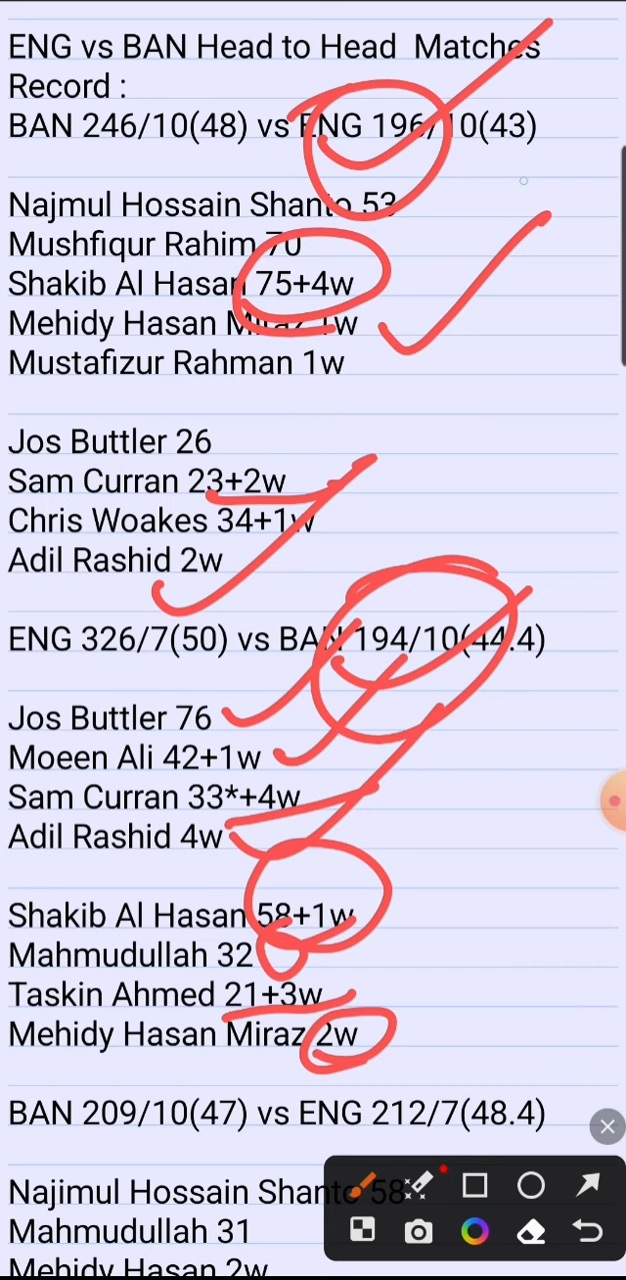 ENG vs BAN Head to Head Matches
Record :
BAN 246/10(48) vs ENG 196/10(43)
Najmul Hossain Shanto 53
Mushfiqur Rahim 70
Shakib Al Hasan 75+4w
Mehidy Hasan Miraz 1w
Mustafizur Rahman 1w
Jos Buttler 26
Sam Curran 23+2w
Chris Woakes 34+1w
Adil Rashid 2w
ENG 326/7(50) vs BAN 194/10(44.4)
Jos Buttler 76
Moeen Ali 42+1w
Sam Curran 33*+4w
Adil Rashid 4w
Shakib Al Hasan 58+1w
Mahmudullah 32
Taskin Ahmed 21+3w
Mehidy Hasan Miraz 2w
BAN 209/10(47) vs ENG 212/7(48.4)
Najimul Hossain Shanto 58
Mahmudullah 31
Mehidy Hasan 2w